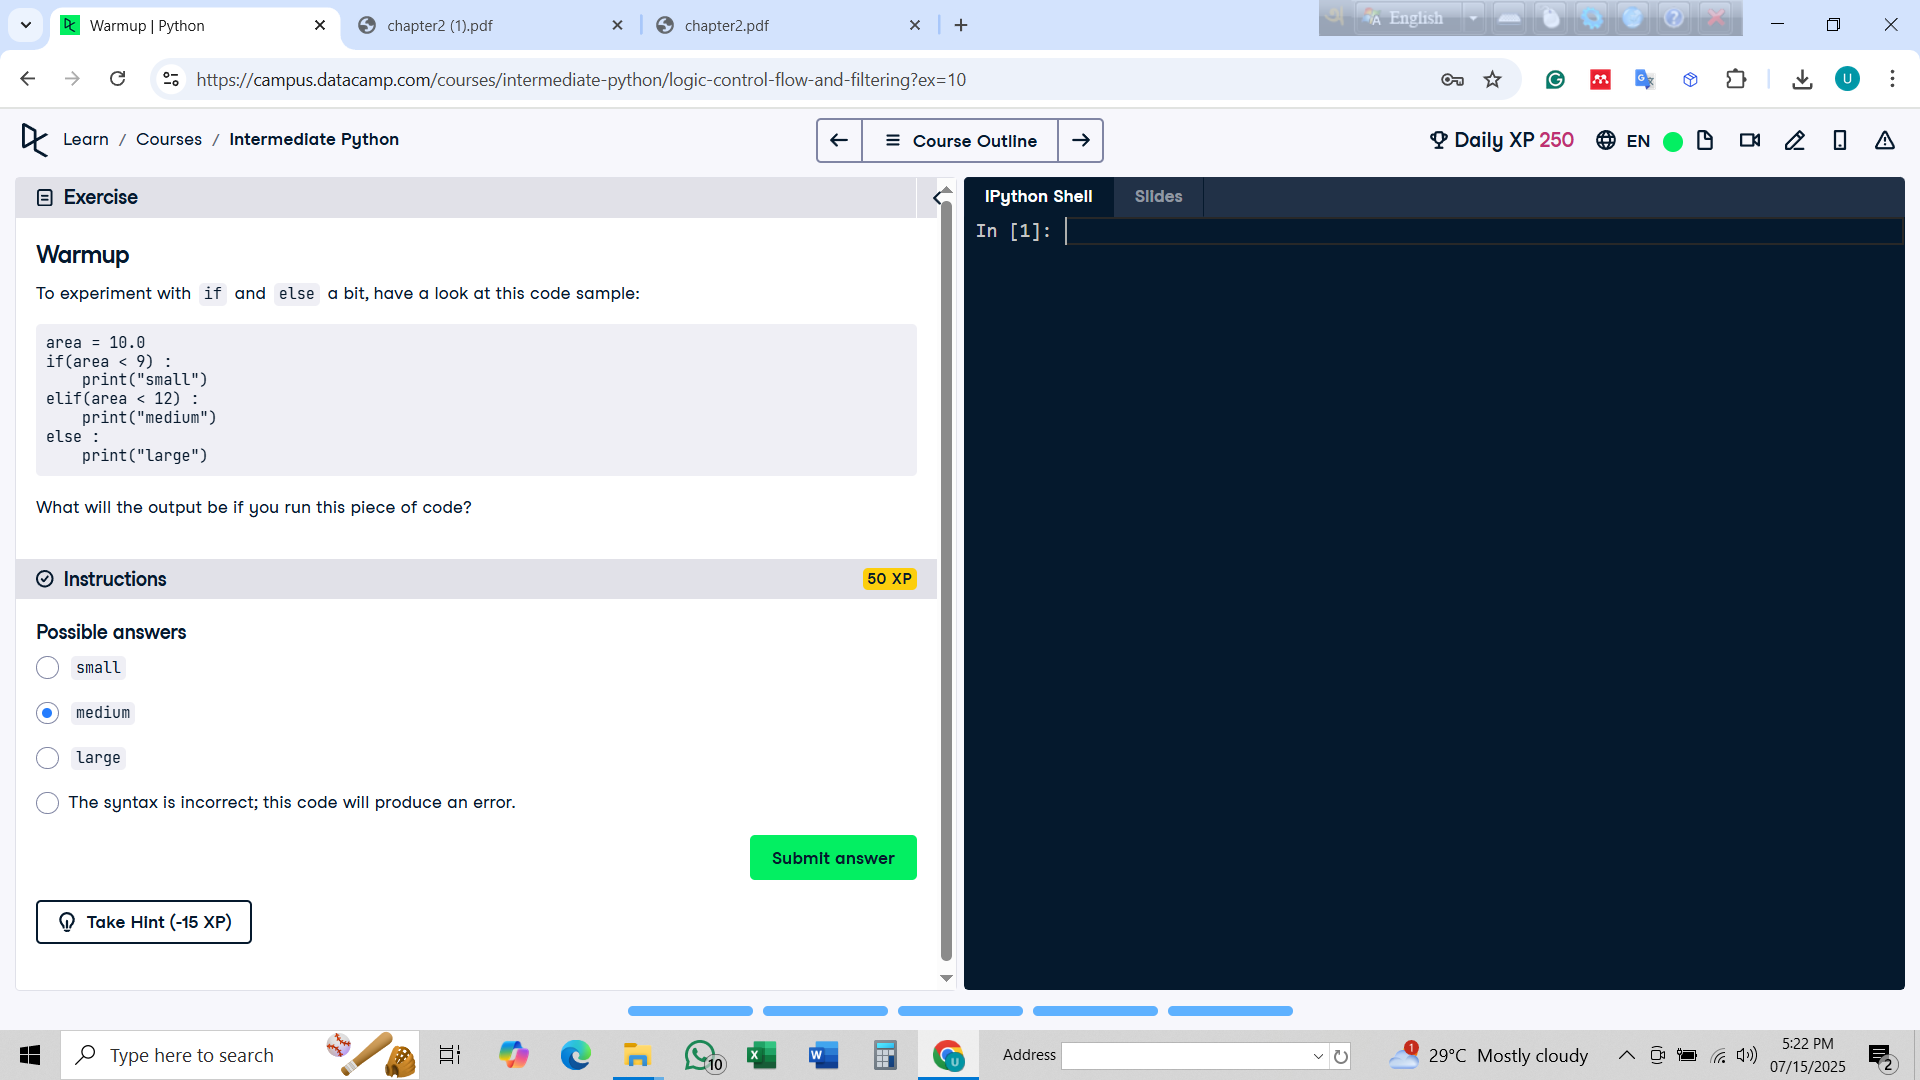 Warmup | Python
chapter2 (1).pdf
chapter2.pdf
English
https://campus.datacamp.com/courses/intermediate-python/logic-control-flow-and-filtering?ex=10
U
Learn / Courses / Intermediate Python
Course Outline
Daily XP 250
EN
Exercise
Warmup
To experiment with if and else a bit, have a look at this code sample:
area = 10.0
if(area < 9) :
    print("small")
elif(area < 12) :
    print("medium")
else :
    print("large")
What will the output be if you run this piece of code?
Instructions
50 XP
Possible answers
small
medium
large
The syntax is incorrect; this code will produce an error.
Submit answer
Take Hint (-15 XP)
IPython Shell
Slides
In [1]:
Type here to search
10
U
Address
1
29°C Mostly cloudy
5:22 PM
07/15/2025
2